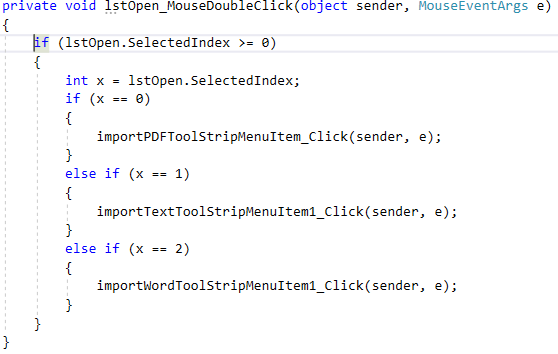 private void lstOpen_MouseDoubleClick(object sender, MouseEventArgs e)
{
    if (lstOpen.SelectedIndex >= 0)
    {
        int x = lstOpen.SelectedIndex;
        if (x == 0)
        {
            importPDFToolStripMenuItem_Click(sender, e);
        }
        else if (x == 1)
        {
            importTextToolStripMenuItem1_Click(sender, e);
        }
        else if (x == 2)
        {
            importWordToolStripMenuItem1_Click(sender, e);
        }
    }
}